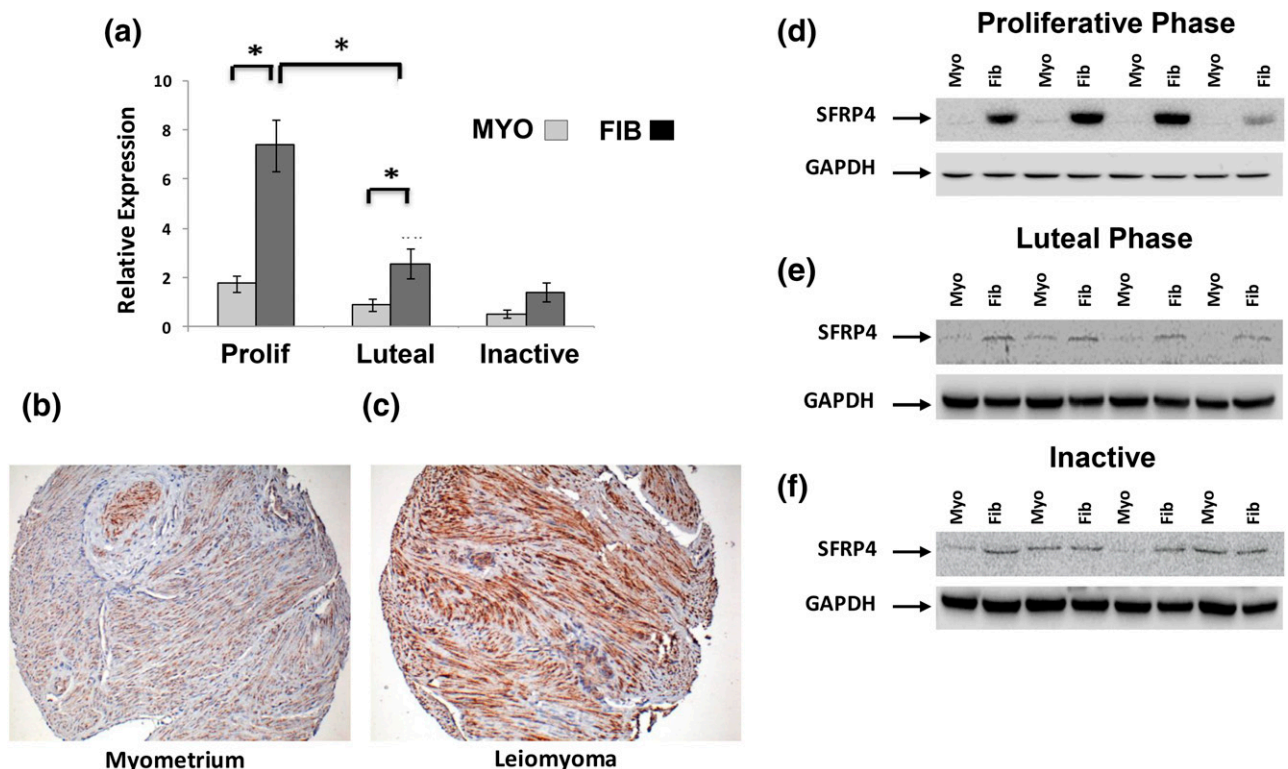 (a)
*
*
*
10
8
6
4
2
0
Relative Expression
MYO
FIB
Prolif
Luteal
Inactive
(b)
(c)
Myometrium
Leiomyoma
(d)
Proliferative Phase
Myo Fib Myo Fib Myo Fib Myo Fib
SFRP4
GAPDH
(e)
Luteal Phase
Myo Fib Myo Fib Myo Fib Myo Fib
SFRP4
GAPDH
(f)
Inactive
Myo Fib Myo Fib Myo Fib Myo Fib
SFRP4
GAPDH